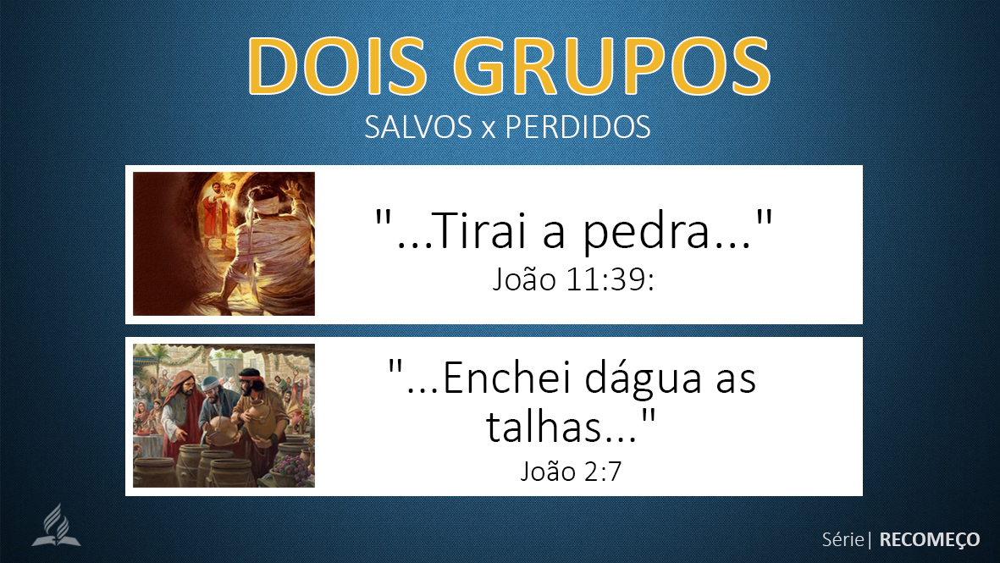 DOIS GRUPOS
SALVOS x PERDIDOS
"...Tirai a pedra..."
João 11:39:
"...Enchei dágua as
talhas..."
João 2:7
Série| RECOMEÇO